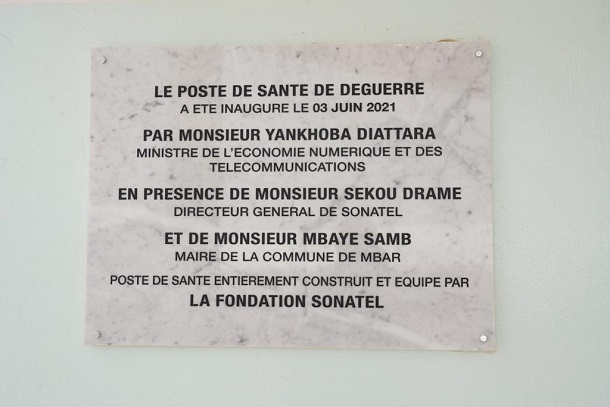 LE POSTE DE SANTE DE DEGUERRE
A ETE INAUGURE LE 03 JUIN 2021
PAR MONSIEUR YANKHOBA DIATTARA
MINISTRE DE L'ECONOMIE NUMERIQUE ET DES
TELECOMMUNICATIONS
EN PRESENCE DE MONSIEUR SEKOU DRAME
DIRECTEUR GENERAL DE SONATEL
ET DE MONSIEUR MBAYE SAMB
MAIRE DE LA COMMUNE DE MBAR
POSTE DE SANTE ENTIEREMENT CONSTRUIT ET EQUIPE PAR
LA FONDATION SONATEL